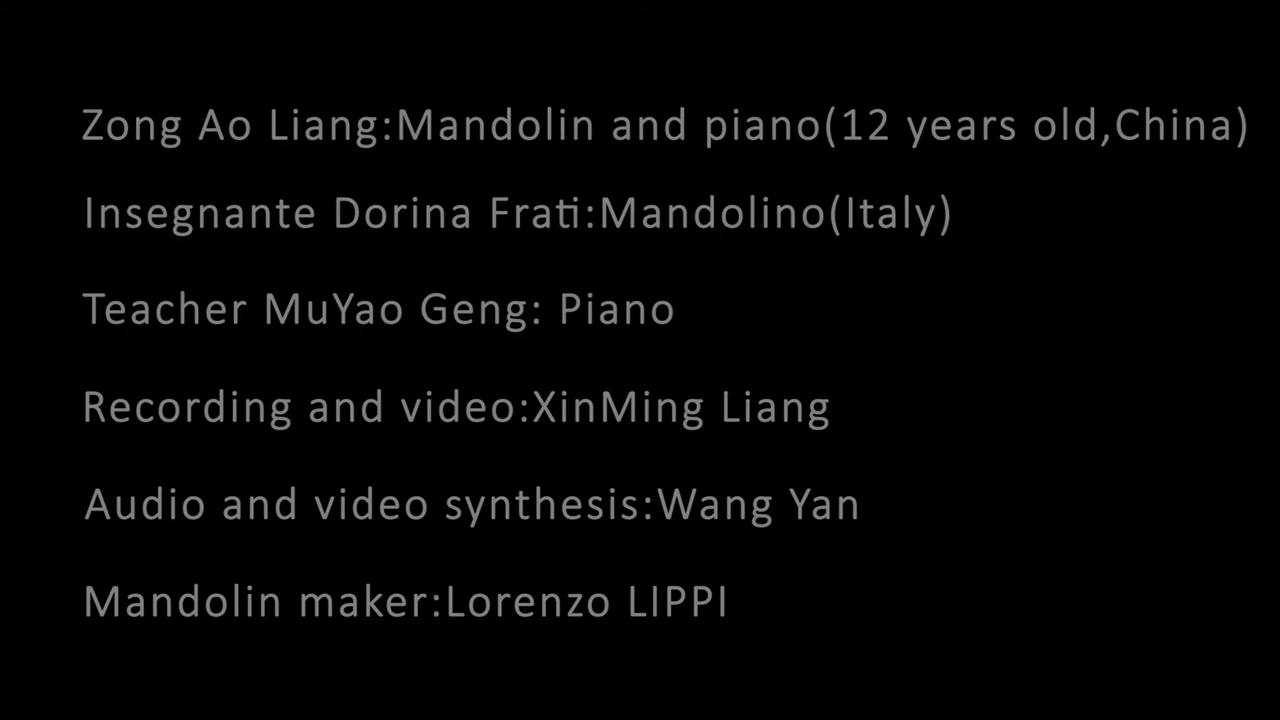 Zong Ao Liang:Mandolin and piano(12 years old,China)
Insegnante Dorina Frati:Mandolino(Italy)
Teacher MuYao Geng: Piano
Recording and video:XinMing Liang
Audio and video synthesis:Wang Yan
Mandolin maker:Lorenzo LIPPI